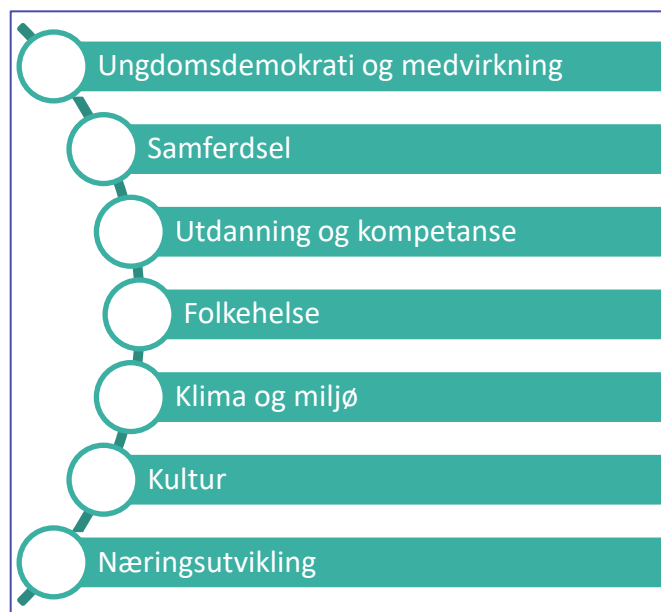 Ungdomsdemokrati og medvirkning
Samferdsel
Utdanning og kompetanse
Folkehelse
Klima og miljø
Kultur
Næringsutvikling